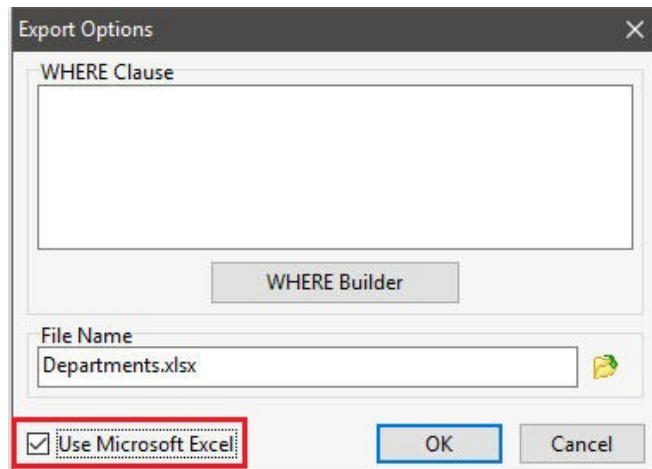 Export Options
WHERE Clause
WHERE Builder
File Name
Departments.xlsx
Use Microsoft Excel
OK
Cancel